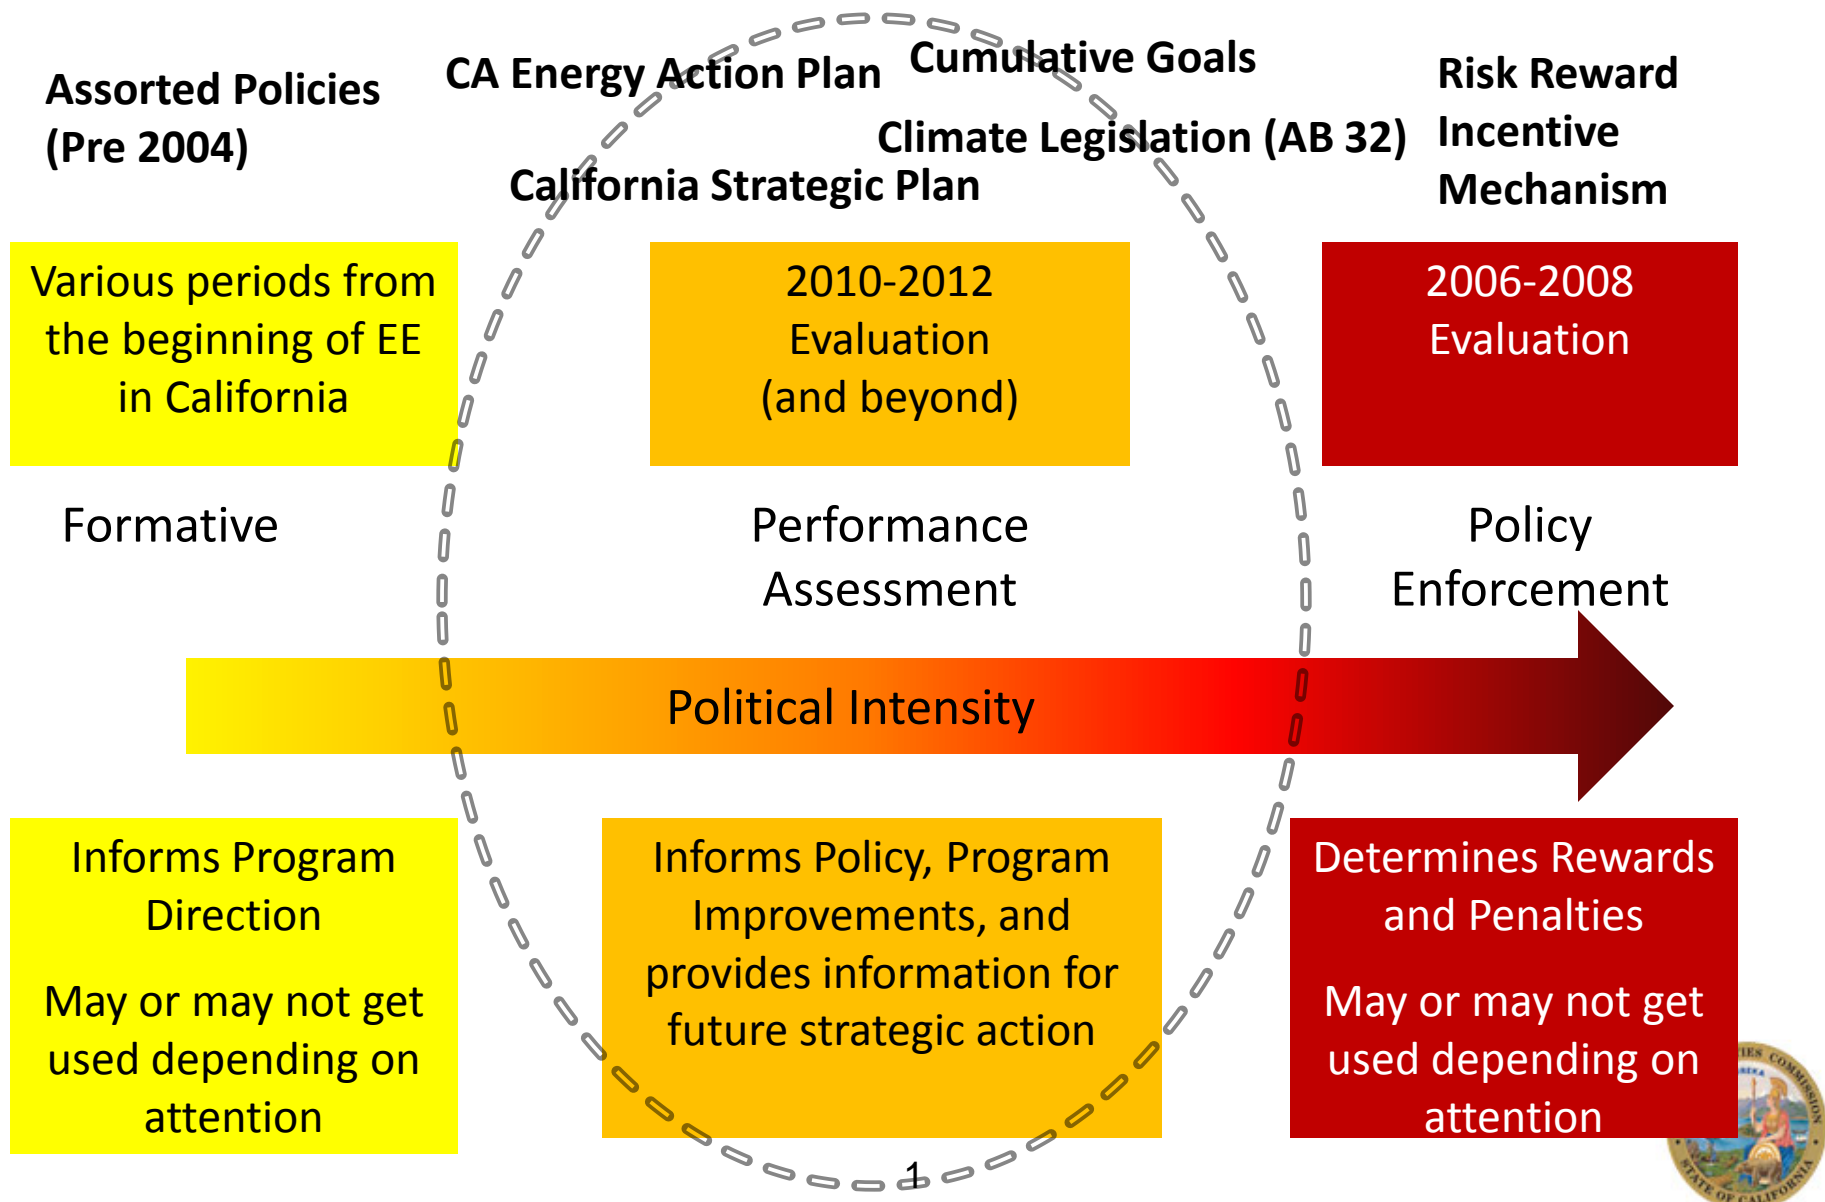 Assorted Policies
(Pre 2004)
CA Energy Action Plan
Cumulative Goals
Climate Legislation (AB 32)
California Strategic Plan
Risk Reward
Incentive
Mechanism
Various periods from
the beginning of EE
in California
2010-2012
Evaluation
(and beyond)
2006-2008
Evaluation
Formative
Performance
Assessment
Policy
Enforcement
Political Intensity
Informs Program
Direction
May or may not get
used depending on
attention
Informs Policy, Program
Improvements, and
provides information for
future strategic action
Determines Rewards
and Penalties
May or may not get
used depending on
attention
1
COMMISSION
STATE OF CALIFORNIA